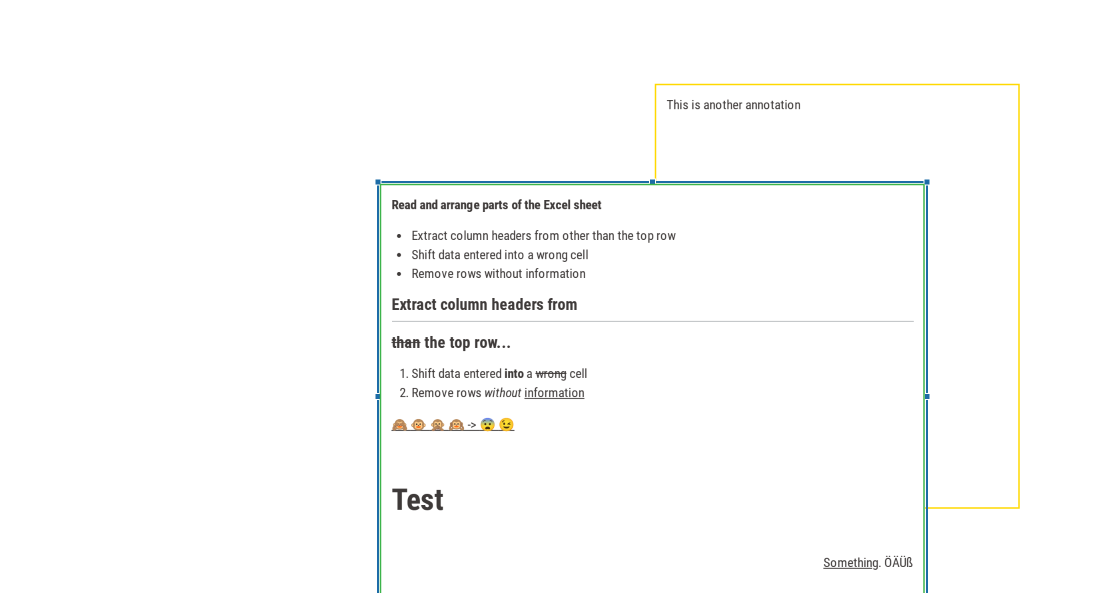 This is another annotation
Read and arrange parts of the Excel sheet
• Extract column headers from other than the top row
• Shift data entered into a wrong cell
• Remove rows without information
Extract column headers from
than the top row...
1. Shift data entered into a wrong cell
2. Remove rows without information
🙈 🐵 🙊 🙉 -> 😨 😉
Test
Something. ÖÄÜß